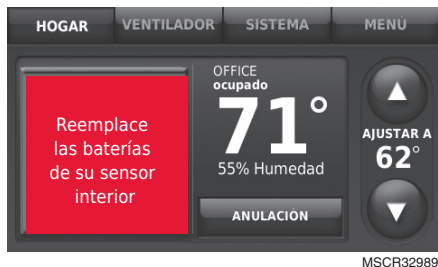 HOGAR VENTILADOR SISTEMA MENÚ
Reemplace
las baterías
de su sensor
interior
OFFICE
ocupado
71°
55% Humedad
ANULACIÓN
AJUSTAR A
62°
MSCR32989